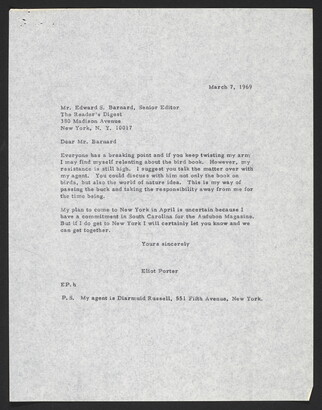 March 7, 1969
Mr. Edward S. Barnard, Senior Editor
The Reader's Digest
380 Madison Avenue
New York, N. Y. 10017
Dear Mr. Barnard
Everyone has a breaking point and if you keep twisting my arm
I may find myself relenting about the bird book. However, my
resistance is still high. I suggest you talk the matter over with
my agent. You could discuss with him not only the book on
birds, but also the world of nature idea. This is my way of
passing the buck and taking the responsibility away from me for
the time being.
My plan to come to New York in April is uncertain because I
have a commitment in South Carolina for the Audubon Magazine.
But if I do get to New York I will certainly let you know and we
can get together.
Yours sincerely
Eliot Porter
EP:b
P.S. My agent is Diarmuid Russell, 551 Fifth Avenue, New York.